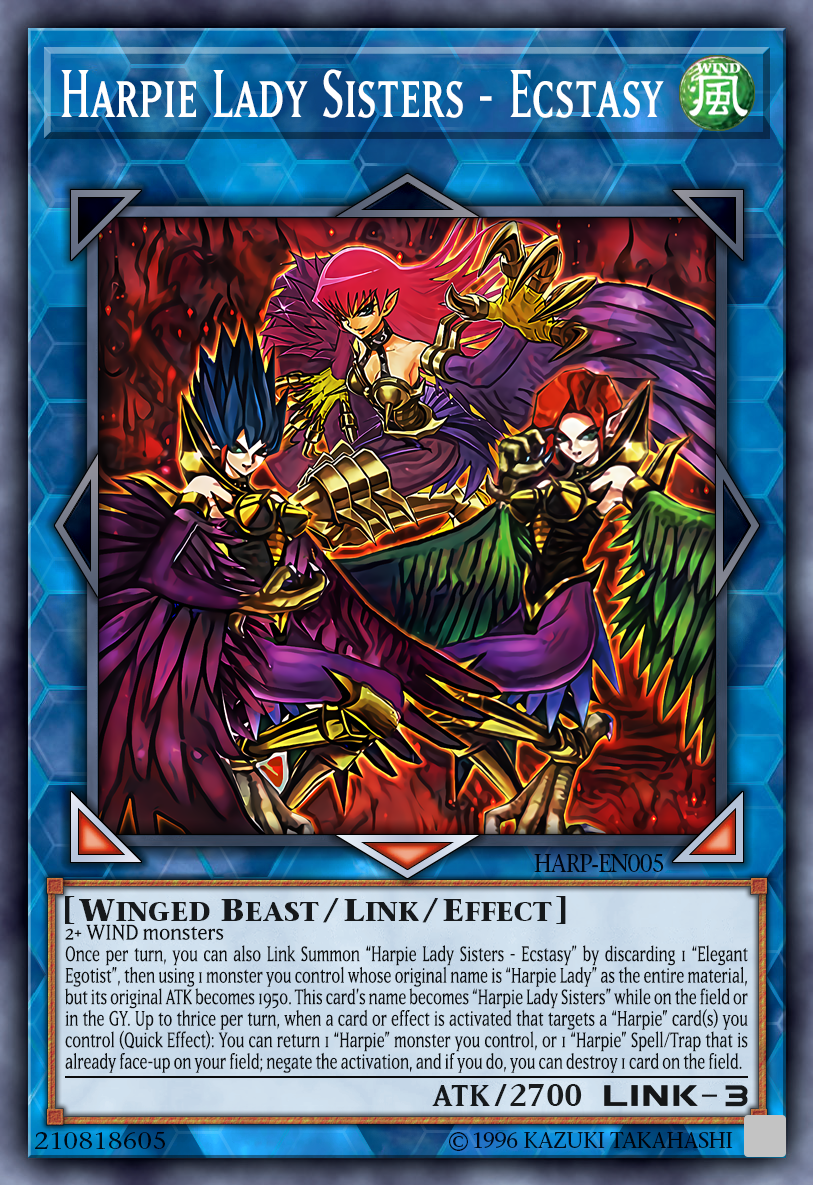 Harpie Lady Sisters - Ecstasy
WIND
風
HARP-EN005
[Winged Beast/Link/Effect]
2+ WIND monsters
Once per turn, you can also Link Summon “Harpie Lady Sisters - Ecstasy” by discarding 1 “Elegant
Egotist”, then using 1 monster you control whose original name is “Harpie Lady” as the entire material,
but its original ATK becomes 1950. This card’s name becomes “Harpie Lady Sisters” while on the field or
in the GY. Up to thrice per turn, when a card or effect is activated that targets a “Harpie” card(s) you
control (Quick Effect): You can return 1 “Harpie” monster you control, or 1 “Harpie” Spell/Trap that is
already face-up on your field; negate the activation, and if you do, you can destroy 1 card on the field.
ATK/2700 LINK-3
210818605 © 1996 KAZUKI TAKAHASHI